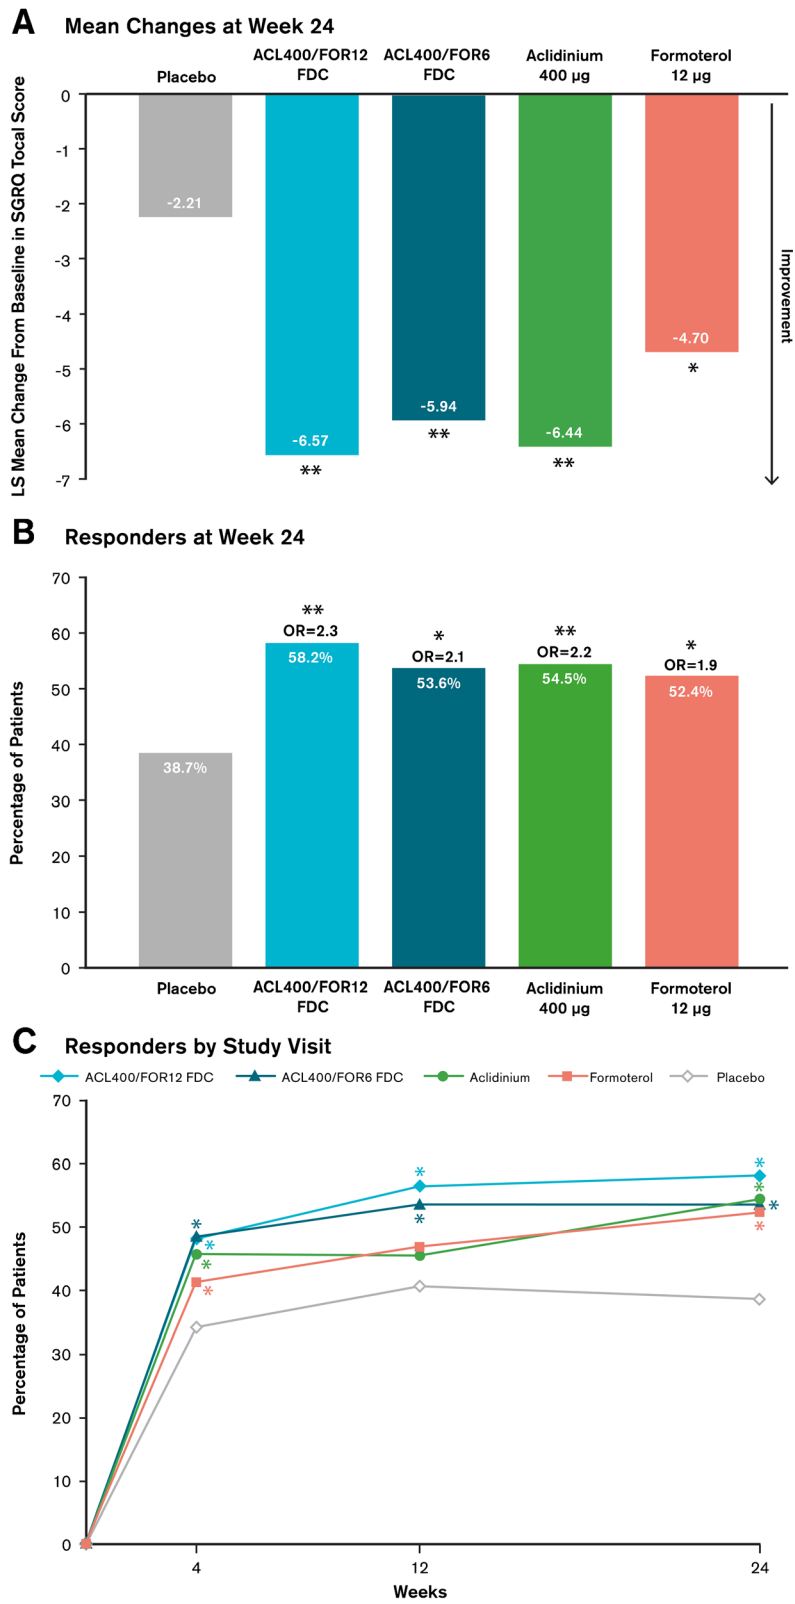 A Mean Changes at Week 24
Placebo
ACL400/FOR12
FDC
ACL400/FOR6
FDC
Aclidinium
400 µg
Formoterol
12 µg
LS Mean Change From Baseline in SGRQ Tocal Score
0
-1
-2
-3
-4
-5
-6
-7
-2.21
-6.57
**
-5.94
**
-6.44
**
-4.70
*
Improvement
B Responders at Week 24
Percentage of Patients
70
60
50
40
30
20
10
0
38.7%
**
OR=2.3
58.2%
*
OR=2.1
53.6%
**
OR=2.2
54.5%
*
OR=1.9
52.4%
Placebo
ACL400/FOR12
FDC
ACL400/FOR6
FDC
Aclidinium
400 µg
Formoterol
12 µg
C Responders by Study Visit
ACL400/FOR12 FDC ACL400/FOR6 FDC Aclidinium Formoterol Placebo
Percentage of Patients
70
60
50
40
30
20
10
0
*
*
*
*
*
*
*
*
*
*
4 12 24
Weeks